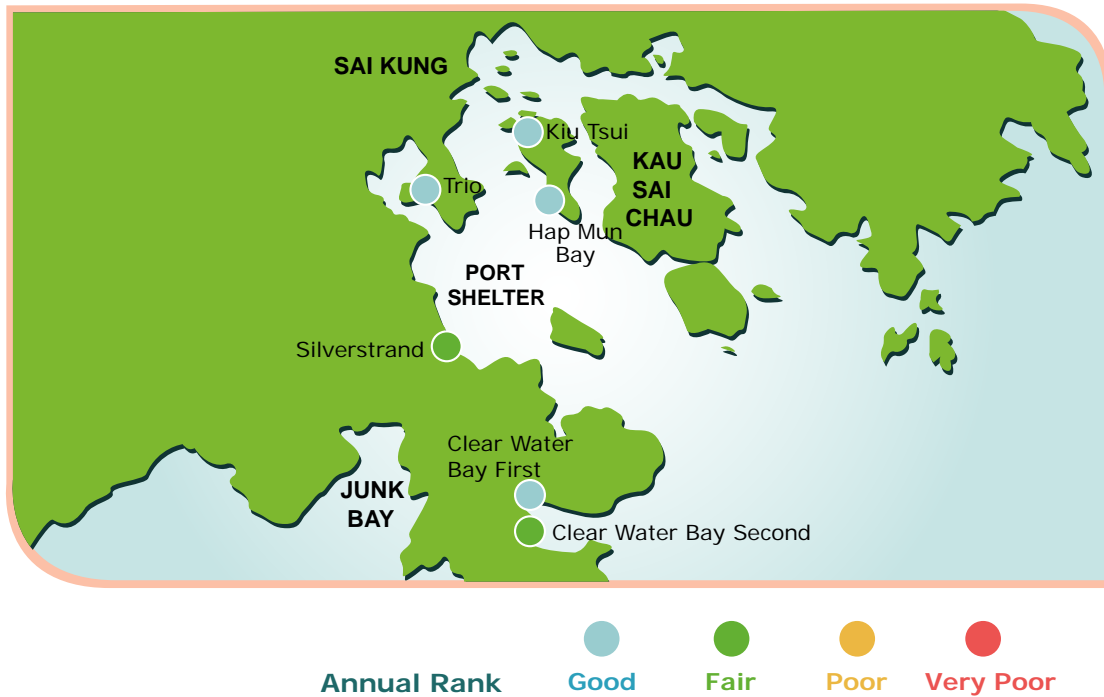 SAI KUNG
Kiu Tsui
KAU
SAI
CHAU
Trio
Hap Mun
Bay
PORT
SHELTER
Silverstrand
Clear Water
Bay First
JUNK
BAY
Clear Water Bay Second
Annual Rank
Good
Fair
Poor
Very Poor